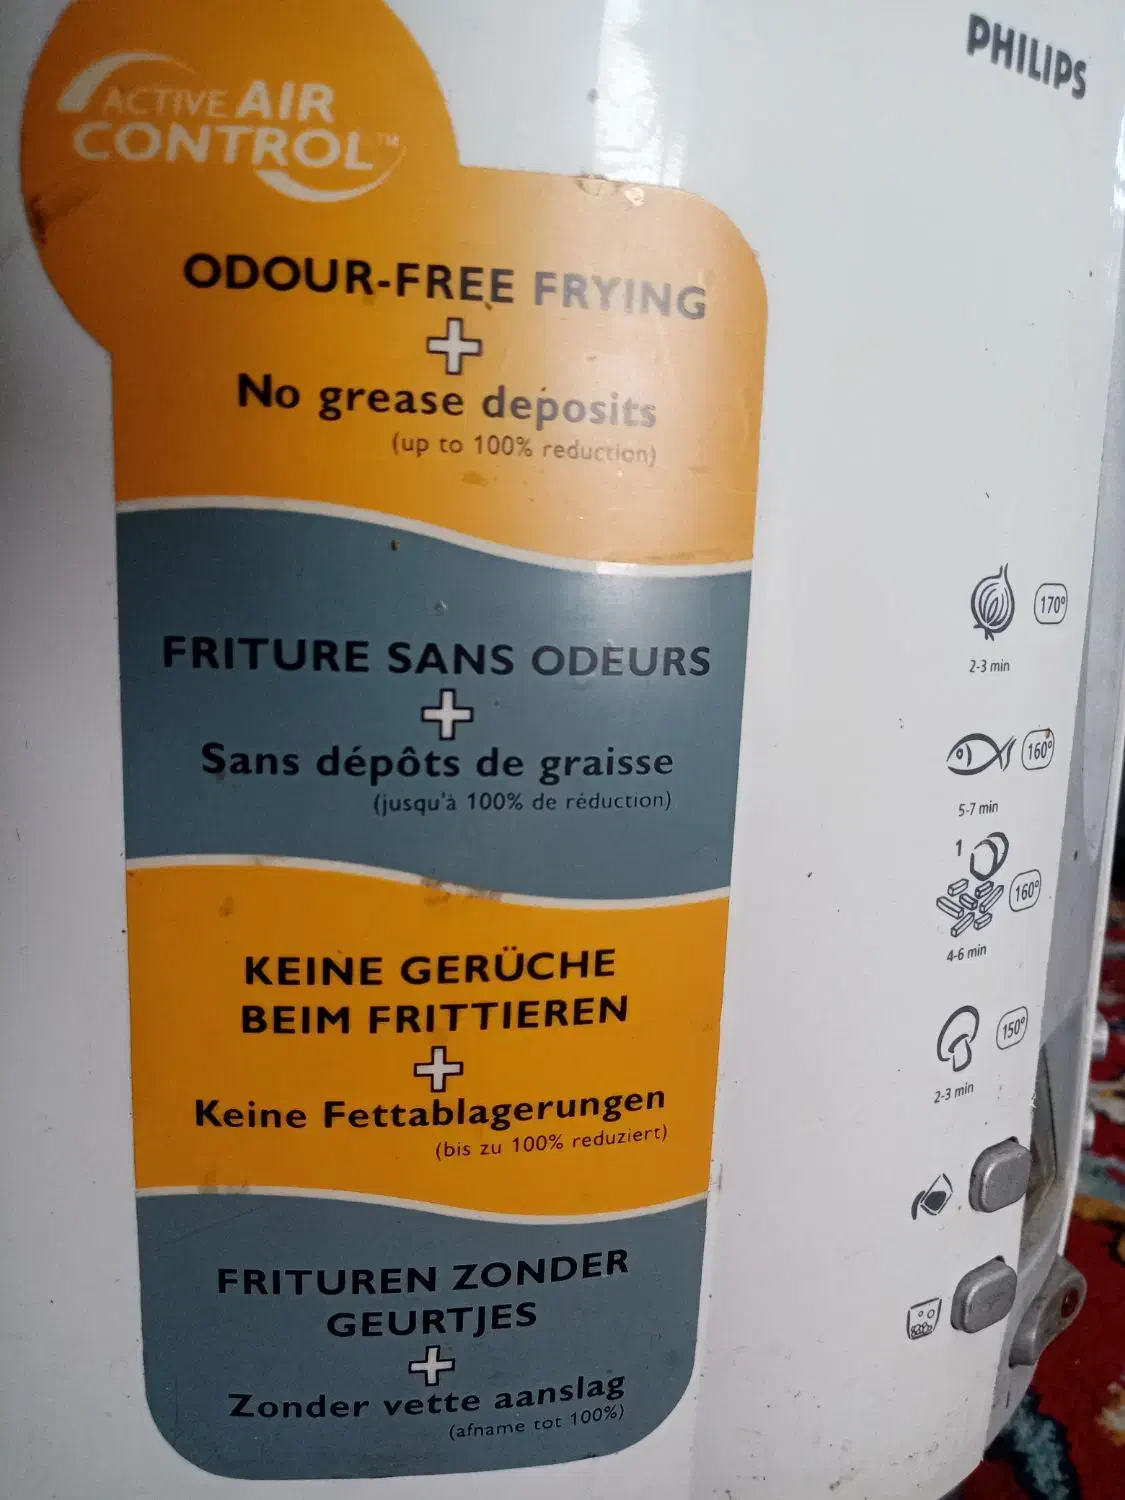 PHILIPS
ACTIVE AIR
CONTROL™
ODOUR-FREE FRYING
+
No grease deposits
(up to 100% reduction)
FRITURE SANS ODEURS
+
Sans dépôts de graisse
(jusqu'à 100% de réduction)
KEINE GERÜCHE
BEIM FRITTIEREN
+
Keine Fettablagerungen
(bis zu 100% reduziert)
FRITUREN ZONDER
GEURTJES
+
Zonder vette aanslag
(afname tot 100%)
170°
2-3 min
160°
5-7 min
1
160°
4-6 min
150°
2-3 min